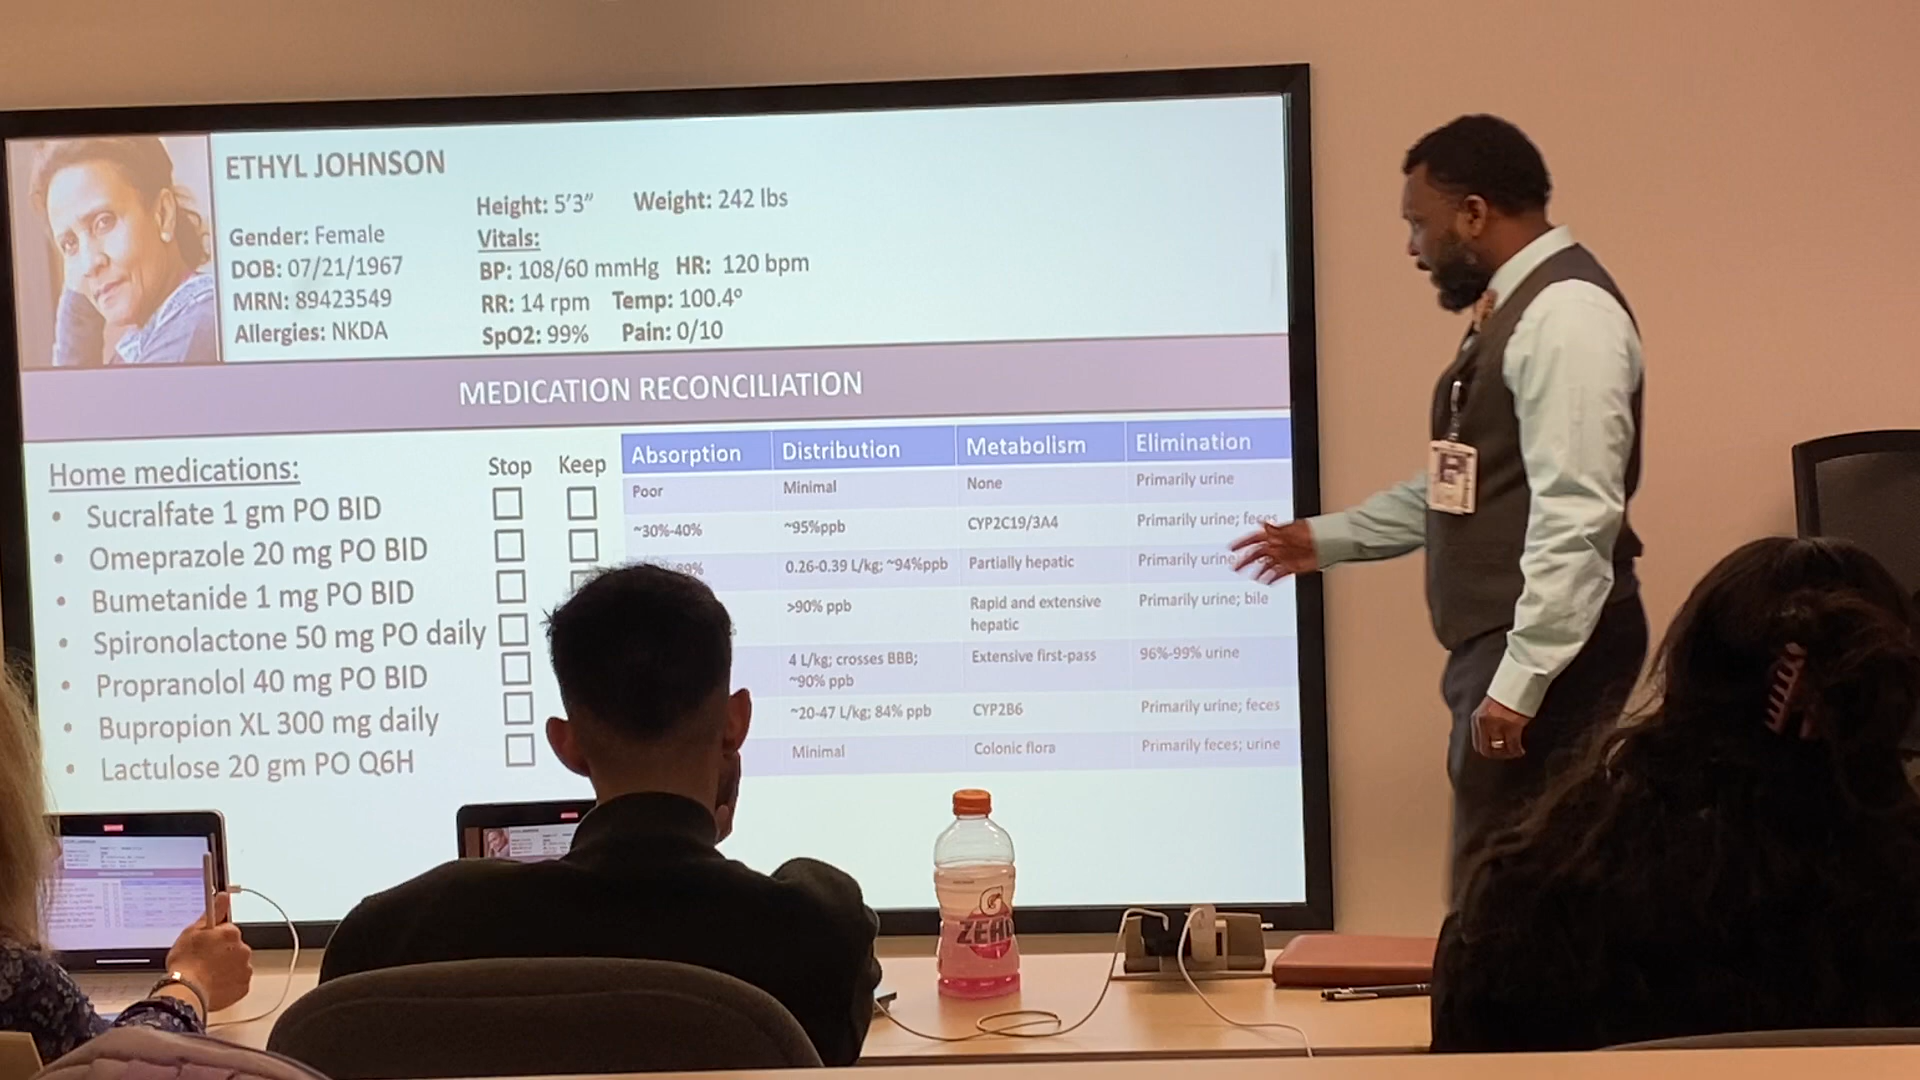 ETHYL JOHNSON
Gender: Female
DOB: 07/21/1967
MRN: 89423549
Allergies: NKDA
Height: 5'3" Weight: 242 lbs
Vitals:
BP: 108/60 mmHg HR: 120 bpm
RR: 14 rpm Temp: 100.4º
SpO2: 99% Pain: 0/10
MEDICATION RECONCILIATION
Home medications: Stop Keep
• Sucralfate 1 gm PO BID
• Omeprazole 20 mg PO BID
• Bumetanide 1 mg PO BID
• Spironolactone 50 mg PO daily
• Propranolol 40 mg PO BID
• Bupropion XL 300 mg daily
• Lactulose 20 gm PO Q6H
Absorption Distribution Metabolism Elimination
Poor Minimal None Primarily urine
~30%-40% ~95%ppb CYP2C19/3A4 Primarily urine; feces
0.26-0.39 L/kg; ~94%ppb Partially hepatic Primarily urine
>90% ppb Rapid and extensive Primarily urine; bile
hepatic
4 L/kg; crosses BBB; Extensive first-pass 96%-99% urine
~90% ppb
~20-47 L/kg; 84% ppb CYP2B6 Primarily urine; feces
Minimal Colonic flora Primarily feces; urine
G
ZERO